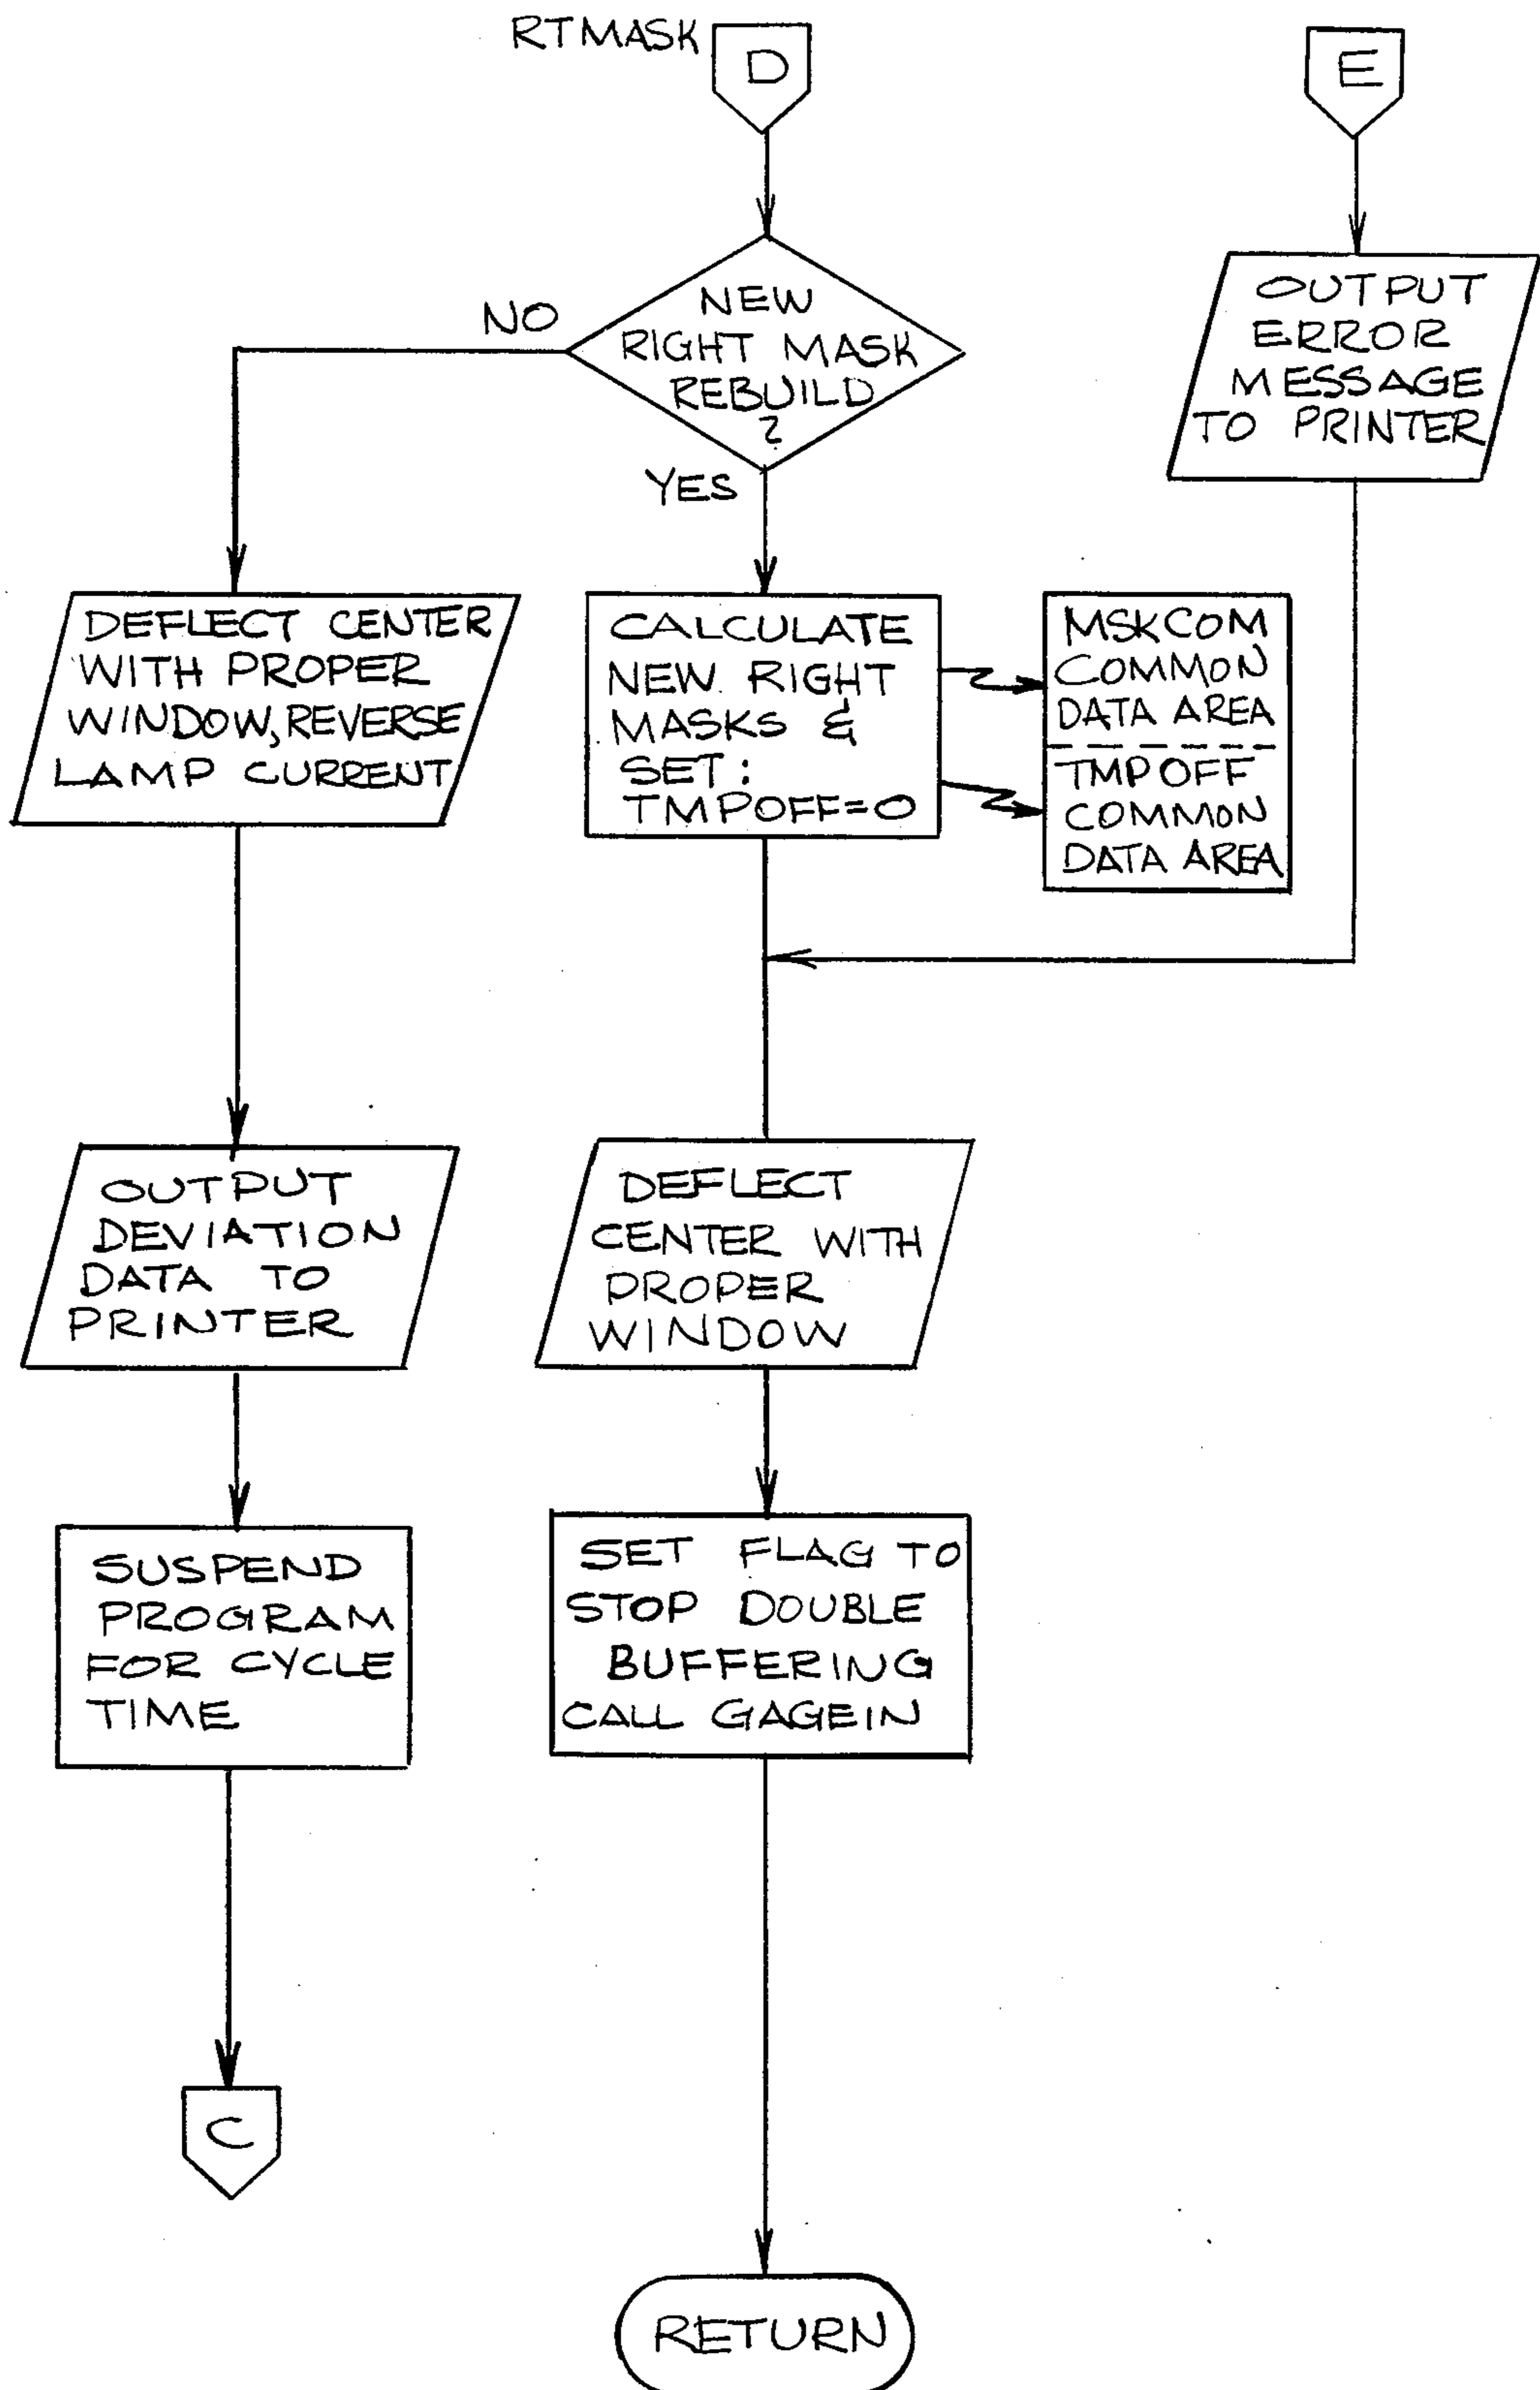 RTMASK
D
E
NEW
RIGHT MASK
REBUILD
?
NO
YES
OUTPUT
ERROR
MESSAGE
TO PRINTER
DEFLECT CENTER
WITH PROPER
WINDOW, REVERSE
LAMP CURRENT
CALCULATE
NEW RIGHT
MASKS &
SET:
TMPOFF=0
MSKCOM
COMMON
DATA AREA
TMPOFF
COMMON
DATA AREA
OUTPUT
DEVIATION
DATA TO
PRINTER
DEFLECT
CENTER WITH
PROPER
WINDOW
SUSPEND
PROGRAM
FOR CYCLE
TIME
SET FLAG TO
STOP DOUBLE
BUFFERING
CALL GAGEIN
C
RETURN